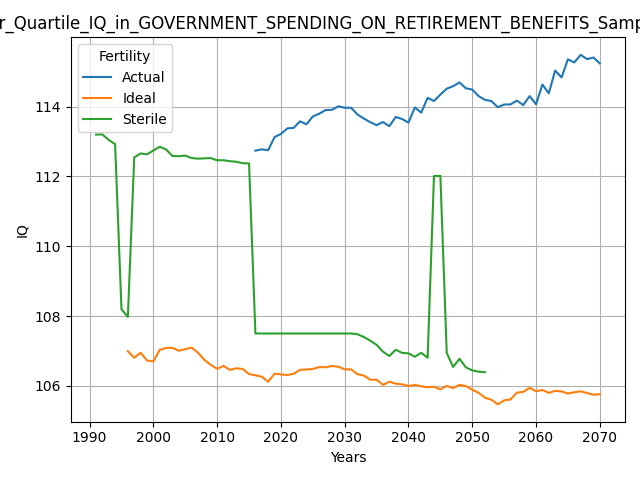 r_Quartile_IQ_in_GOVERNMENT_SPENDING_ON_RETIREMENT_BENEFITS_Samp
Fertility
Actual
Ideal
Sterile
114
112
110
108
106
IQ
1990
2000
2010
2020
2030
2040
2050
2060
2070
Years